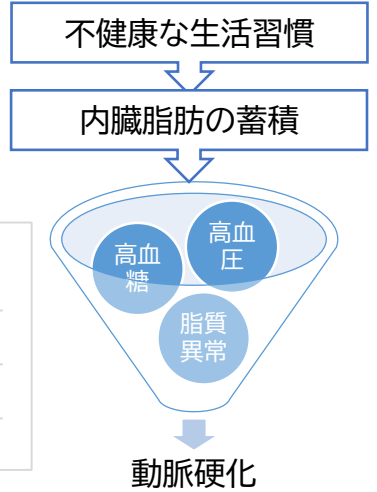 不健康な生活習慣
内臓脂肪の蓄積
高血
圧
高血
糖
脂質
異常
動脈硬化